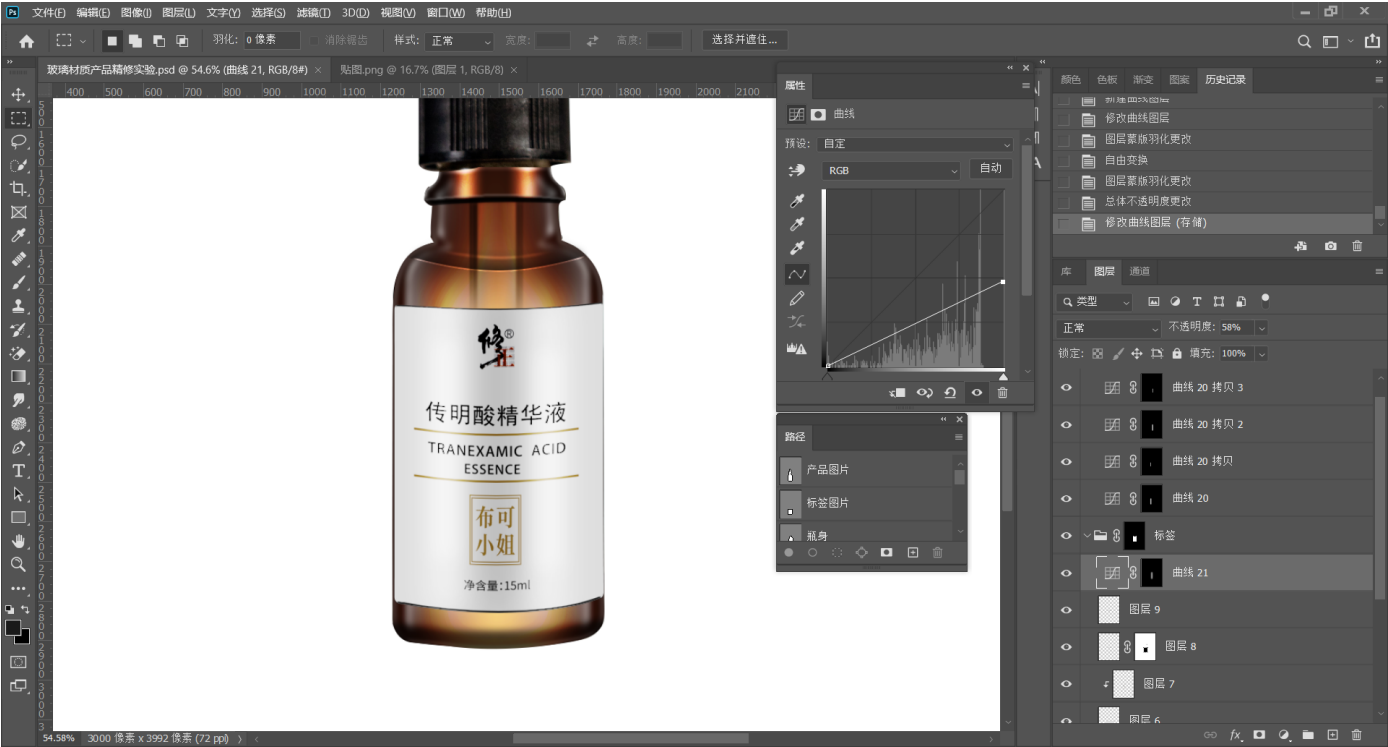 Ps 文件(F) 编辑(E) 图像(I) 图层(L) 文字(Y) 选择(S) 滤镜(T) 3D(D) 视图(V) 窗口(W) 帮助(H)
羽化: 0 像素 消除锯齿 样式: 正常 宽度: 高度: 选择并遮住...
玻璃材质产品精修实验.psd @ 54.6% (曲线 21, RGB/8#) × 贴图.png @ 16.7% (图层 1, RGB/8) ×
400 500 600 700 800 900 1000 1100 1200 1300 1400 1500 1600 1700 1800 1900 2000 2100
修
正
®
传明酸精华液
TRANEXAMIC ACID
ESSENCE
布可
小姐
净含量:15ml
54.58% 3000 像素 x 3992 像素 (72 ppi)
属性
曲线
预设: 自定
RGB 自动
路径
产品图片
标签图片
瓶身
颜色 色板 渐变 图案 历史记录
新建曲线图层
修改曲线图层
图层蒙版羽化更改
自由变换
图层蒙版羽化更改
总体不透明度更改
修改曲线图层 (存储)
库 图层 通道
类型
正常 不透明度: 58%
锁定: 填充: 100%
曲线 20 拷贝 3
曲线 20 拷贝 2
曲线 20 拷贝
曲线 20
标签
曲线 21
图层 9
图层 8
图层 7
图层 6
fx